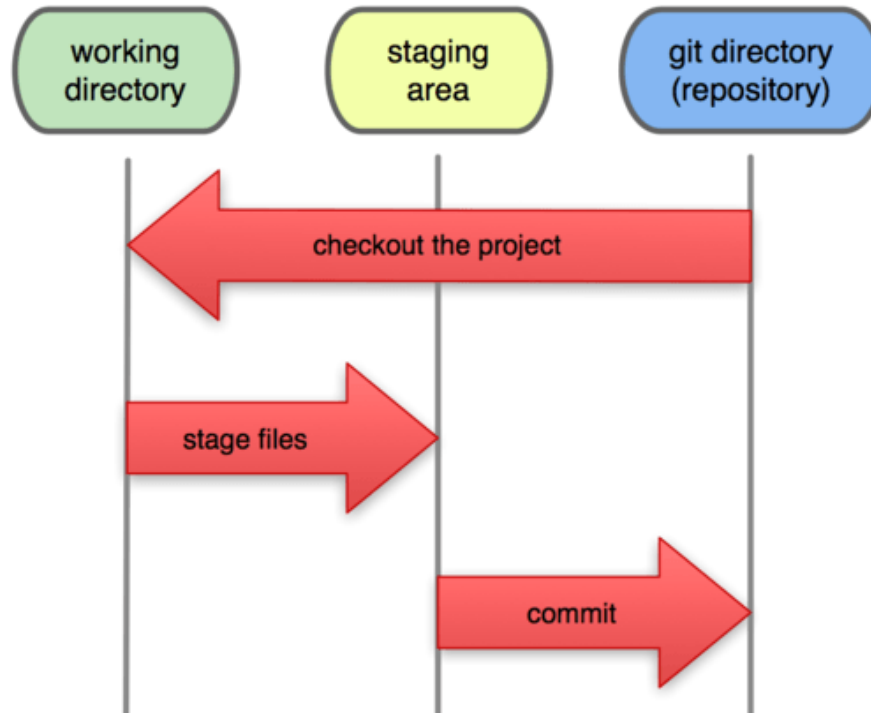 working
directory
staging
area
git directory
(repository)
checkout the project
stage files
commit